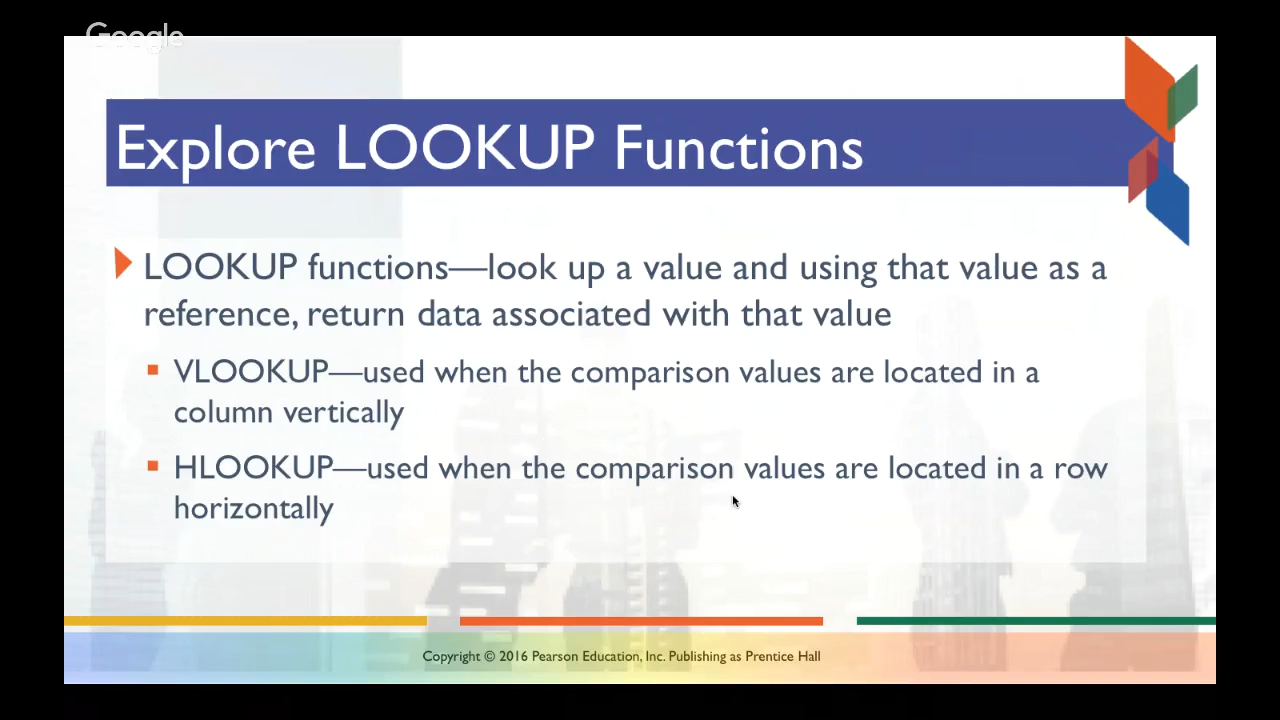 Google
Explore LOOKUP Functions
LOOKUP functions—look up a value and using that value as a
reference, return data associated with that value
VLOOKUP—used when the comparison values are located in a
column vertically
HLOOKUP—used when the comparison values are located in a row
horizontally
Copyright © 2016 Pearson Education, Inc. Publishing as Prentice Hall